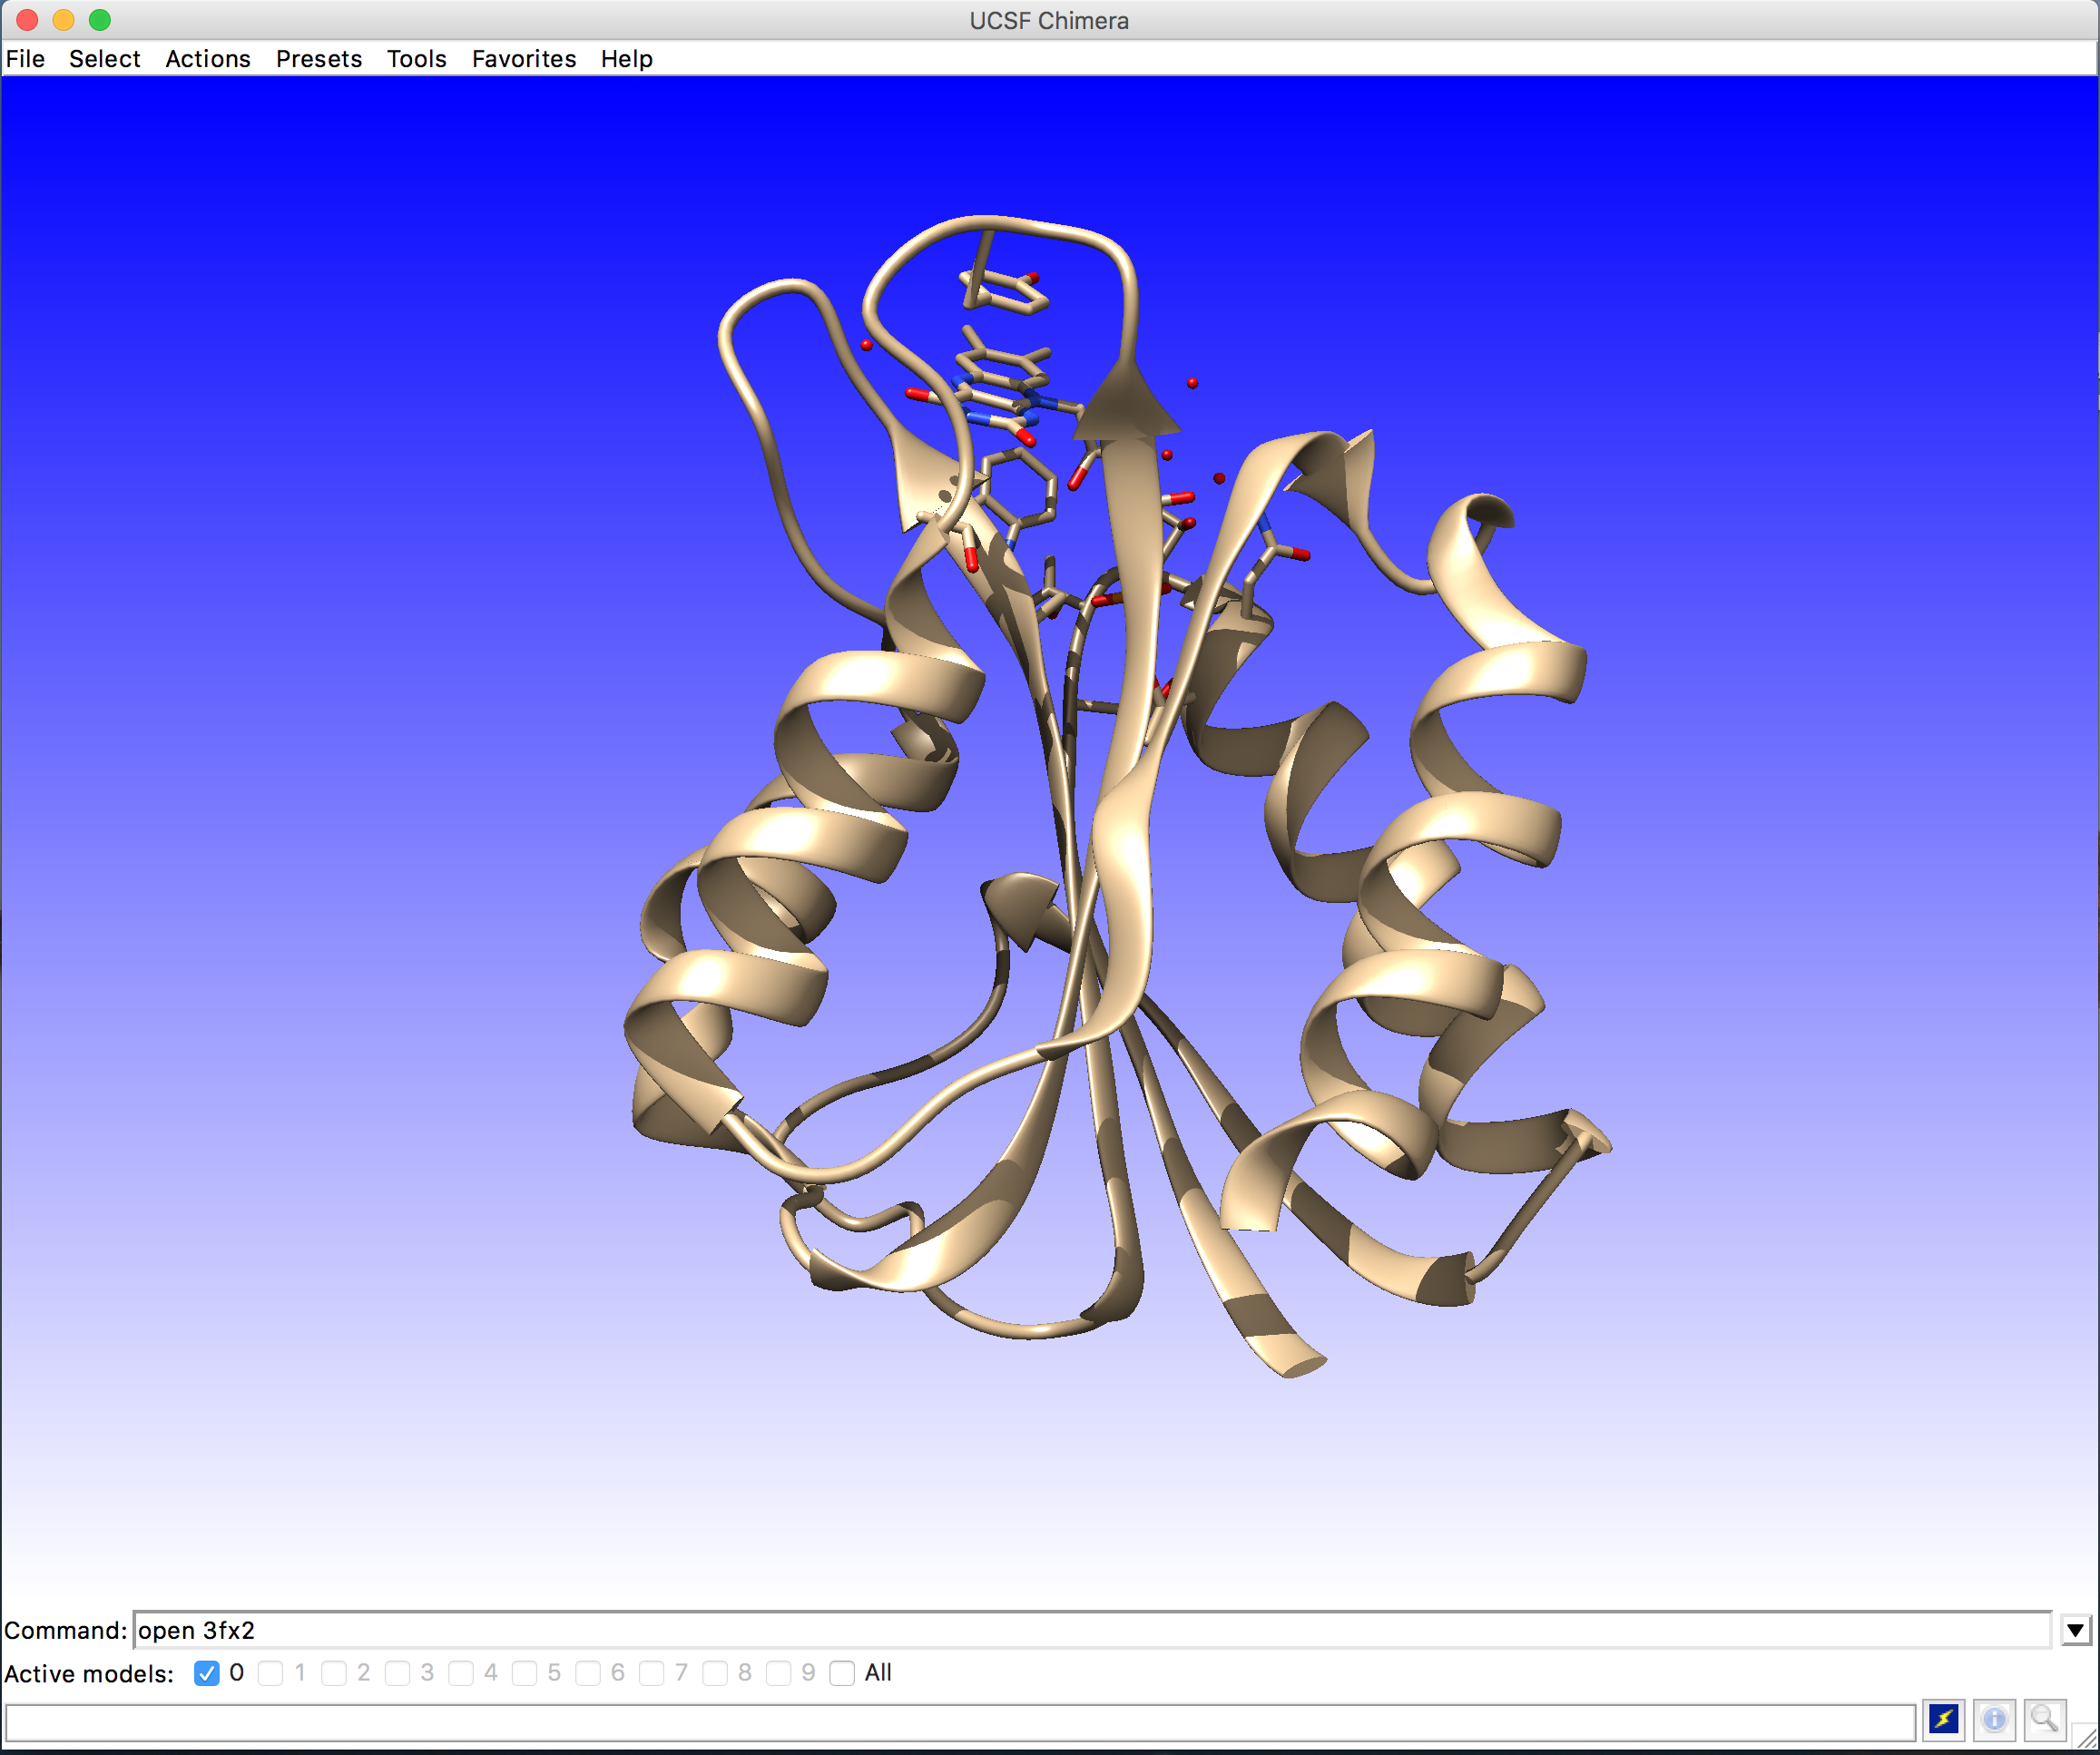 UCSF Chimera
File Select Actions Presets Tools Favorites Help
Command: open 3fx2
Active models: 0 1 2 3 4 5 6 7 8 9 All